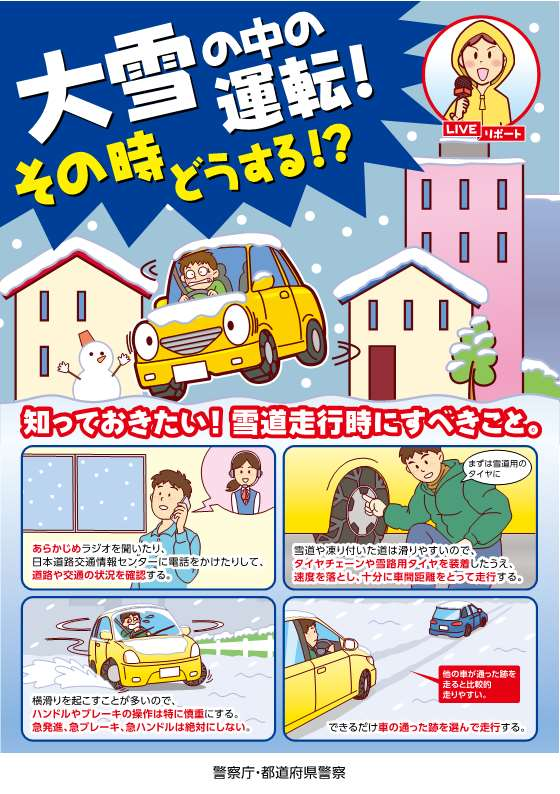 大雪の中の
運転!
その時どうする!?
LIVE リポート
知っておきたい! 雪道走行時にすべきこと。
あらかじめラジオを聞いたり、
日本道路交通情報センターに電話をかけたりして、
道路や交通の状況を確認する。
まずは雪道用の
タイヤに
雪道や凍り付いた道は滑りやすいので、
タイヤチェーンや雪路用タイヤを装着したうえ、
速度を落とし、十分に車間距離をとって走行する。
横滑りを起こすことが多いので、
ハンドルやブレーキの操作は特に慎重にする。
急発進、急ブレーキ、急ハンドルは絶対にしない。
他の車が通った跡を
走ると比較的
走りやすい。
できるだけ車の通った跡を選んで走行する。
警察庁・都道府県警察